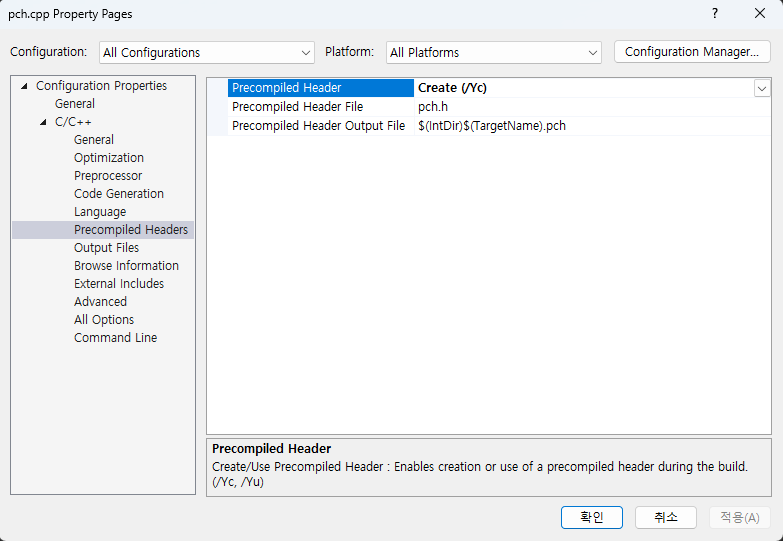 pch.cpp Property Pages
?
Configuration: All Configurations Platform: All Platforms Configuration Manager...
Configuration Properties
General
C/C++
General
Optimization
Preprocessor
Code Generation
Language
Precompiled Headers
Output Files
Browse Information
External Includes
Advanced
All Options
Command Line
Precompiled Header Create (/Yc)
Precompiled Header File pch.h
Precompiled Header Output File $(IntDir)$(TargetName).pch
Precompiled Header
Create/Use Precompiled Header : Enables creation or use of a precompiled header during the build.
(/Yc, /Yu)
확인 취소 적용(A)